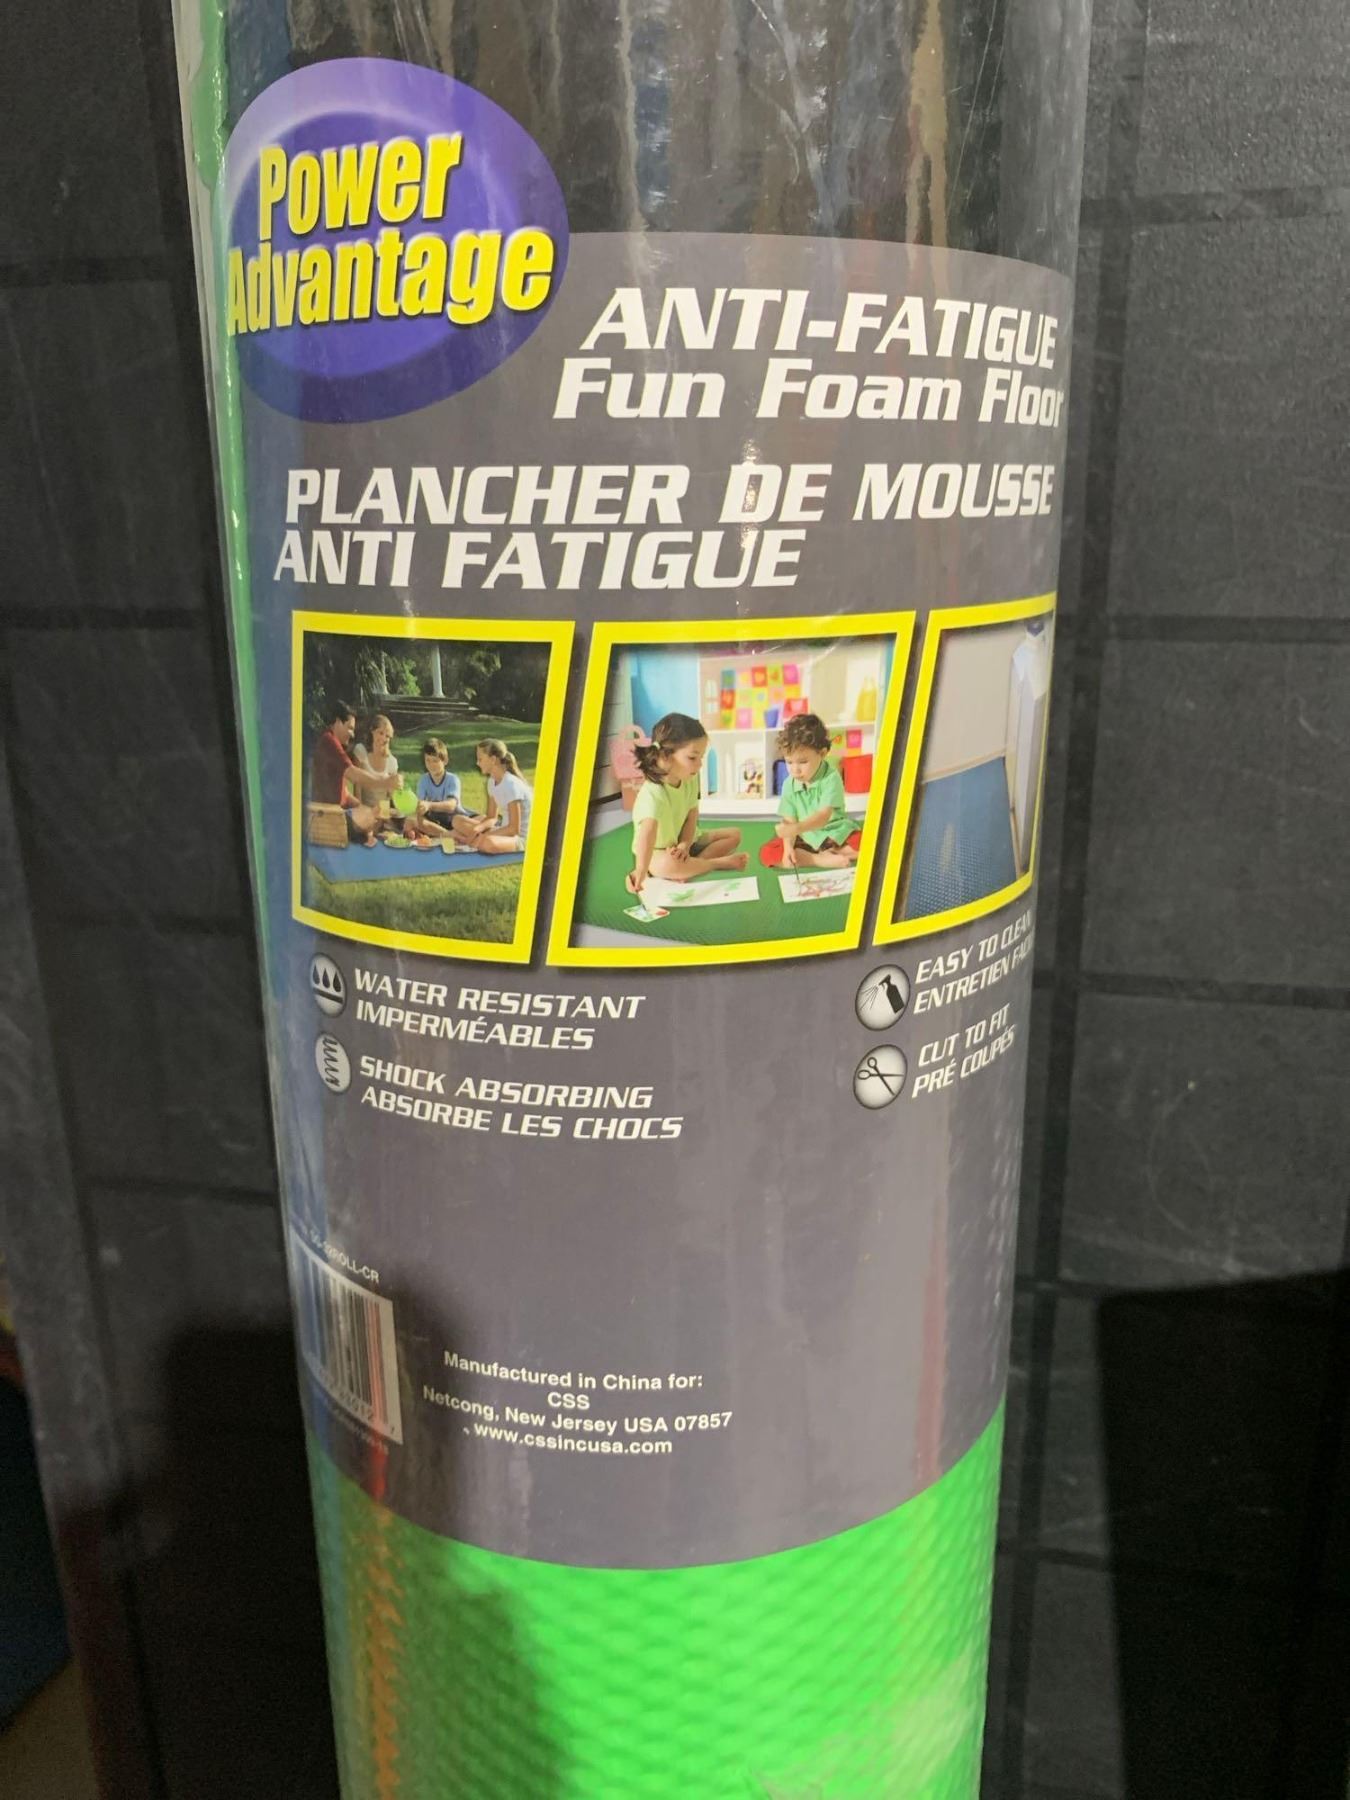 Power
Advantage
ANTI-FATIGUE
Fun Foam Floor
PLANCHER DE MOUSSE
ANTI FATIGUE
WATER RESISTANT
IMPERMÉABLES
SHOCK ABSORBING
ABSORBE LES CHOCS
EASY TO CLEAN
ENTRETIEN
CUT TO FIT
PRÉ COUPÉS
Manufactured in China for:
CSS
Netcong, New Jersey USA 07857
www.cssincusa.com